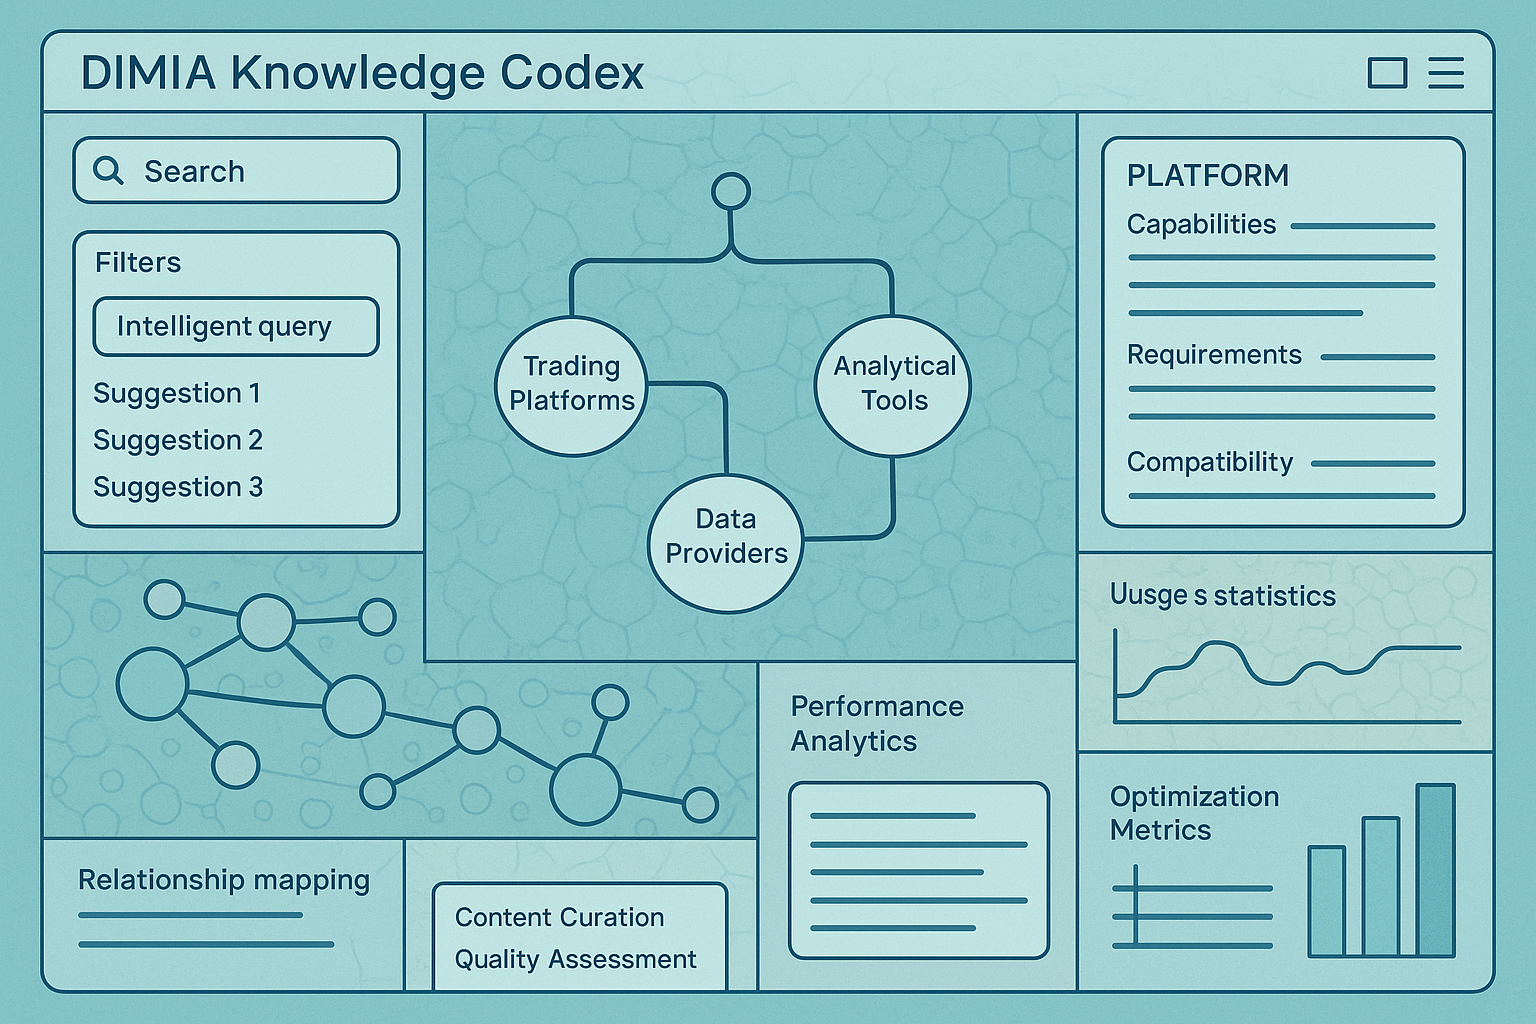 DIMIA Knowledge Codex
Search
Filters
Intelligent query
Suggestion 1
Suggestion 2
Suggestion 3
Trading
Platforms
Analytical
Tools
Data
Providers
PLATFORM
Capabilities
Requirements
Compatibility
Uusge s statistics
Performance
Analytics
Optimization
Metrics
Relationship mapping
Content Curation
Quality Assessment